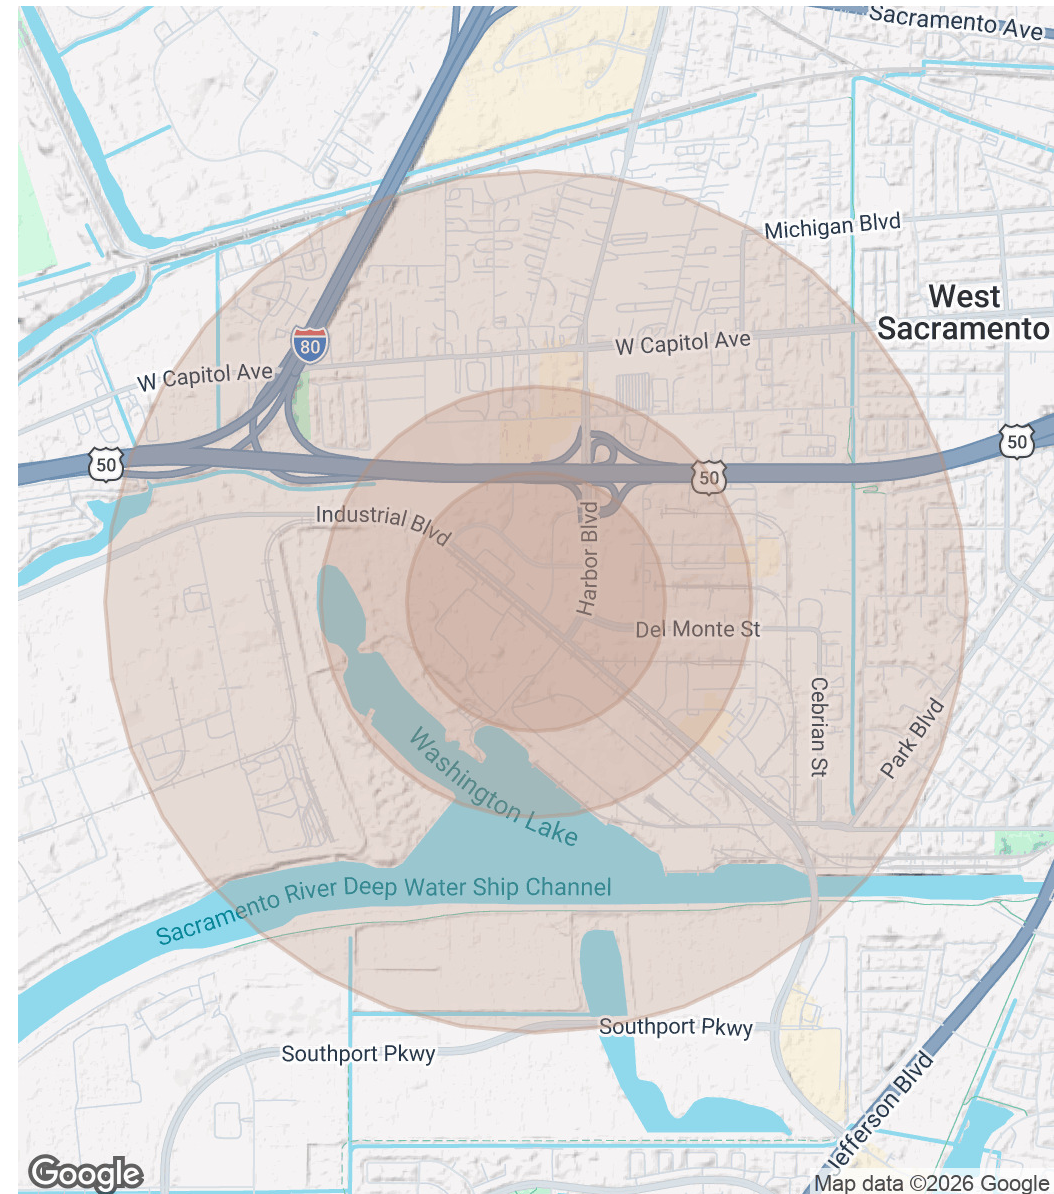 Sacramento Ave
Michigan Blvd
West
Sacramento
80
W Capitol Ave
W Capitol Ave
50
50
50
Industrial Blvd
Harbor Blvd
Del Monte St
Cebrian St
Park Blvd
Washington Lake
Sacramento River Deep Water Ship Channel
Southport Pkwy
Southport Pkwy
Jefferson Blvd
Google
Map data ©2026 Google